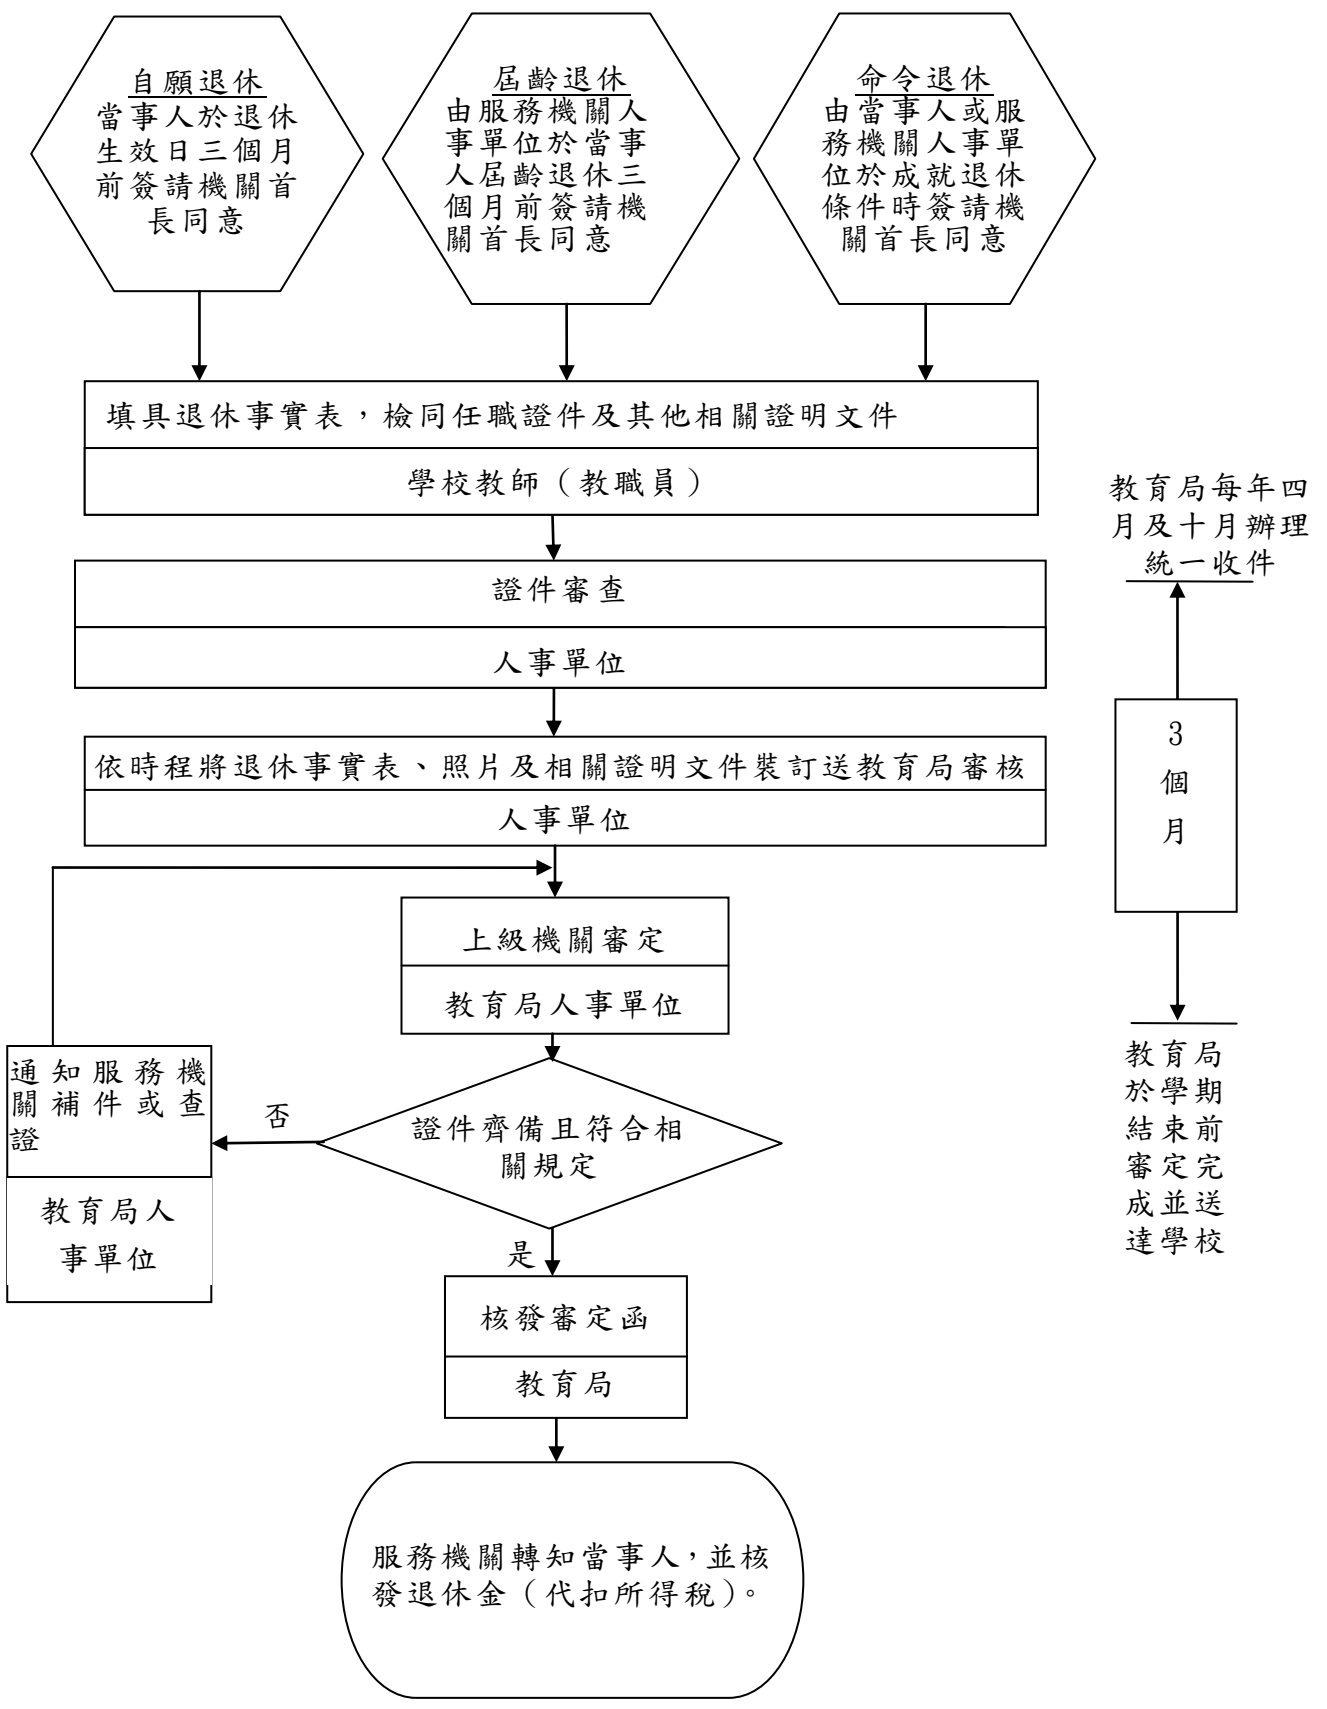 自願退休
當事人於退休
生效日三個月
前簽請機關首
長同意
屆齡退休
由服務機關人
事單位於當事
人屆齡退休三
個月前簽請機
關首長同意
命令退休
由當事人或服
務機關人事單
位於成就退休
條件時簽請機
關首長同意
填具退休事實表，檢同任職證件及其他相關證明文件
學校教師（教職員）
證件審查
人事單位
依時程將退休事實表、照片及相關證明文件裝訂送教育局審核
人事單位
上級機關審定
教育局人事單位
證件齊備且符合相
關規定
否
通知服務機
關補件或查
證
教育局人
事單位
是
核發審定函
教育局
服務機關轉知當事人，並核
發退休金（代扣所得稅）。
教育局每年四
月及十月辦理
統一收件
3
個
月
教育局
於學期
結束前
審定完
成並送
達學校